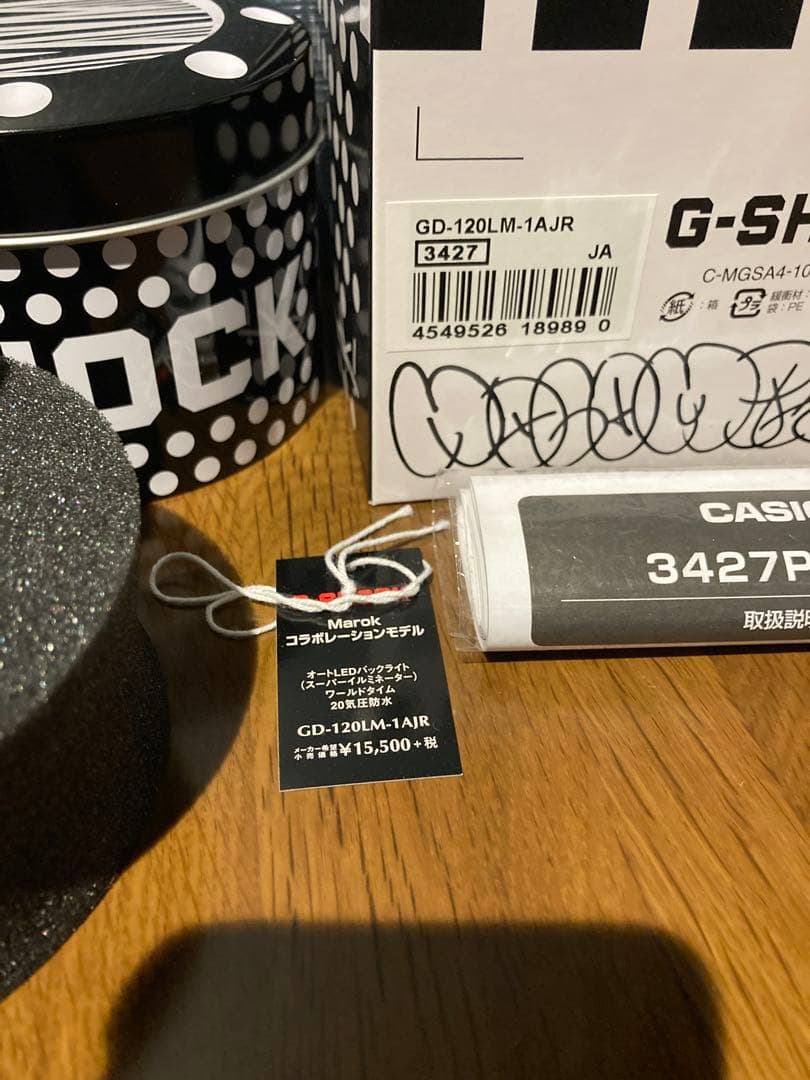 GD-120LM-1AJR
3427
JA
4549526 18989 0
G-SH
C-MGSA4-10
紙 : 箱
プラ 緩衝材:
袋:PE
OCK
CASI
3427P
取扱説
Marok
コラボレーションモデル
オートLEDバックライト
(スーパーイルミネーター)
ワールドタイム
20気圧防水
GD-120LM-1AJR
メーカー希望
小売価格 ¥15,500+税